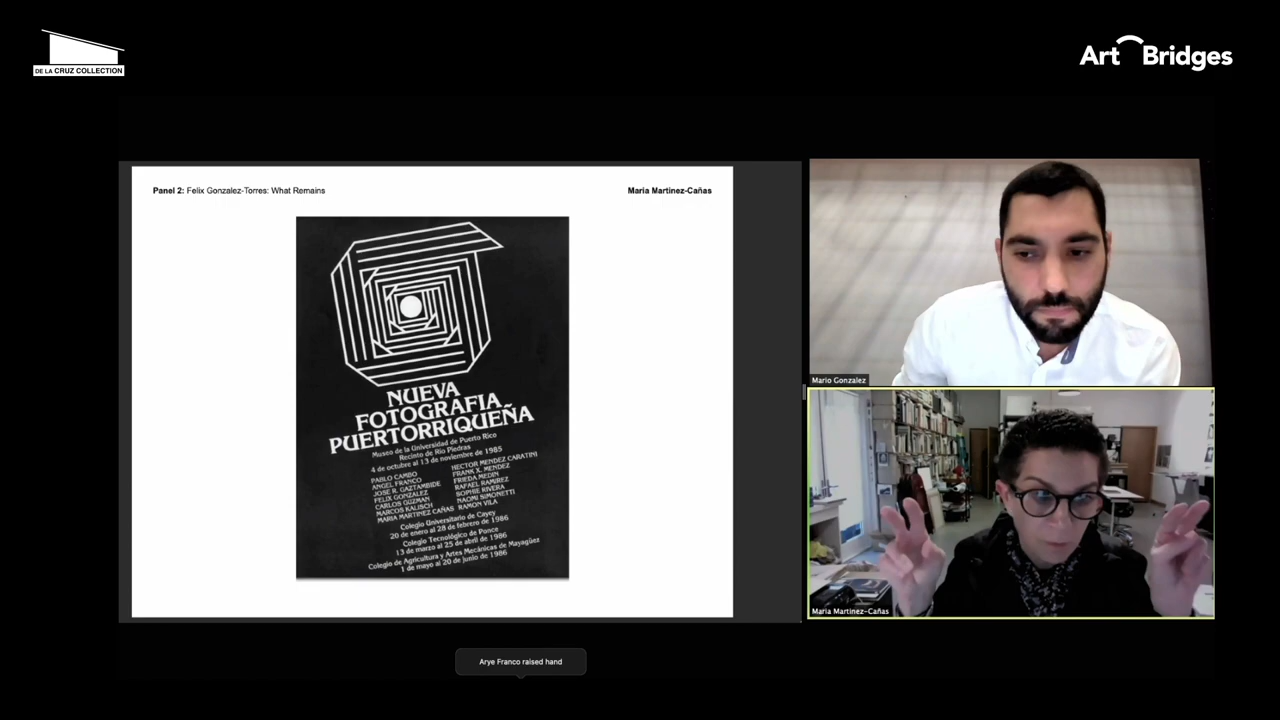 DE LA CRUZ COLLECTION
Art Bridges
Panel 2: Felix Gonzalez-Torres: What Remains
Maria Martinez-Cañas
NUEVA
FOTOGRAFIA
PUERTORRIQUEÑA
Museo de la Universidad de Puerto Rico
Recinto de Rio Piedras
4 de octubre al 13 de noviembre de 1985
PABLO CAMBO
ANGEL FRANCO
JOSÉ R. GAZTAMBIDE
FELIX GONZALEZ
CARLOS GUZMAN
MARCOS KALISCH
MARIA MARTINEZ CAÑAS
HECTOR MENDEZ CARATINI
FRANK X. MENDEZ
FRIEDA MEDIN
RAFAEL RAMIREZ
SOPHIE RIVERA
NAOMI SIMONETTI
RAMON VILA
Colegio Universitario de Cayey
20 de enero al 28 de febrero de 1986
Colegio Tecnológico de Ponce
13 de marzo al 25 de abril de 1986
Colegio de Agricultura y Artes Mecánicas de Mayagüez
1 de mayo al 20 de junio de 1986
Mario Gonzalez
Maria Martinez-Cañas
Arye Franco raised hand